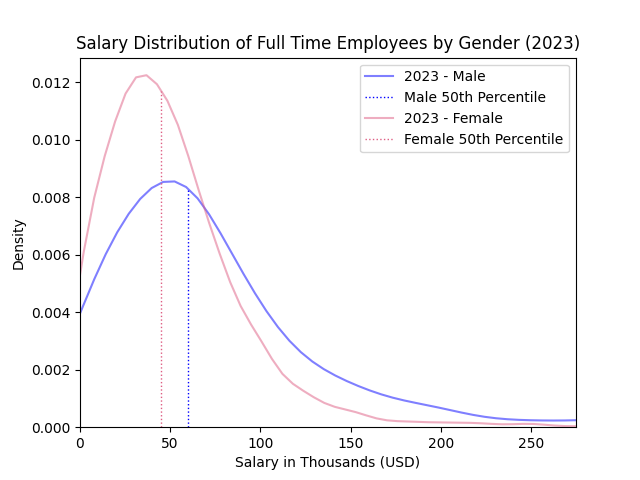 Salary Distribution of Full Time Employees by Gender (2023)
2023 - Male
Male 50th Percentile
2023 - Female
Female 50th Percentile
Density
0.012
0.010
0.008
0.006
0.004
0.002
0.000
0 50 100 150 200 250
Salary in Thousands (USD)